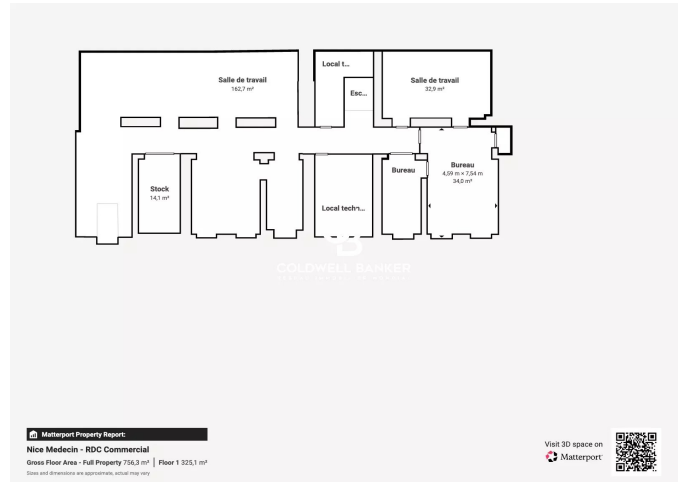 Local t...
Salle de travail
162,7 m²
Salle de travail
32,9 m²
Esc...
Stock
14,1 m²
Bureau
Bureau
4,59 m × 7,54 m
34,0 m²
Local techn...
COLDWELL BANKER
Matterport Property Report:
Nice Medecin - RDC Commercial
Gross Floor Area - Full Property 756,3 m² | Floor 1 325,1 m²
Sizes and dimensions are approximate, actual may vary
Visit 3D space on
Matterport